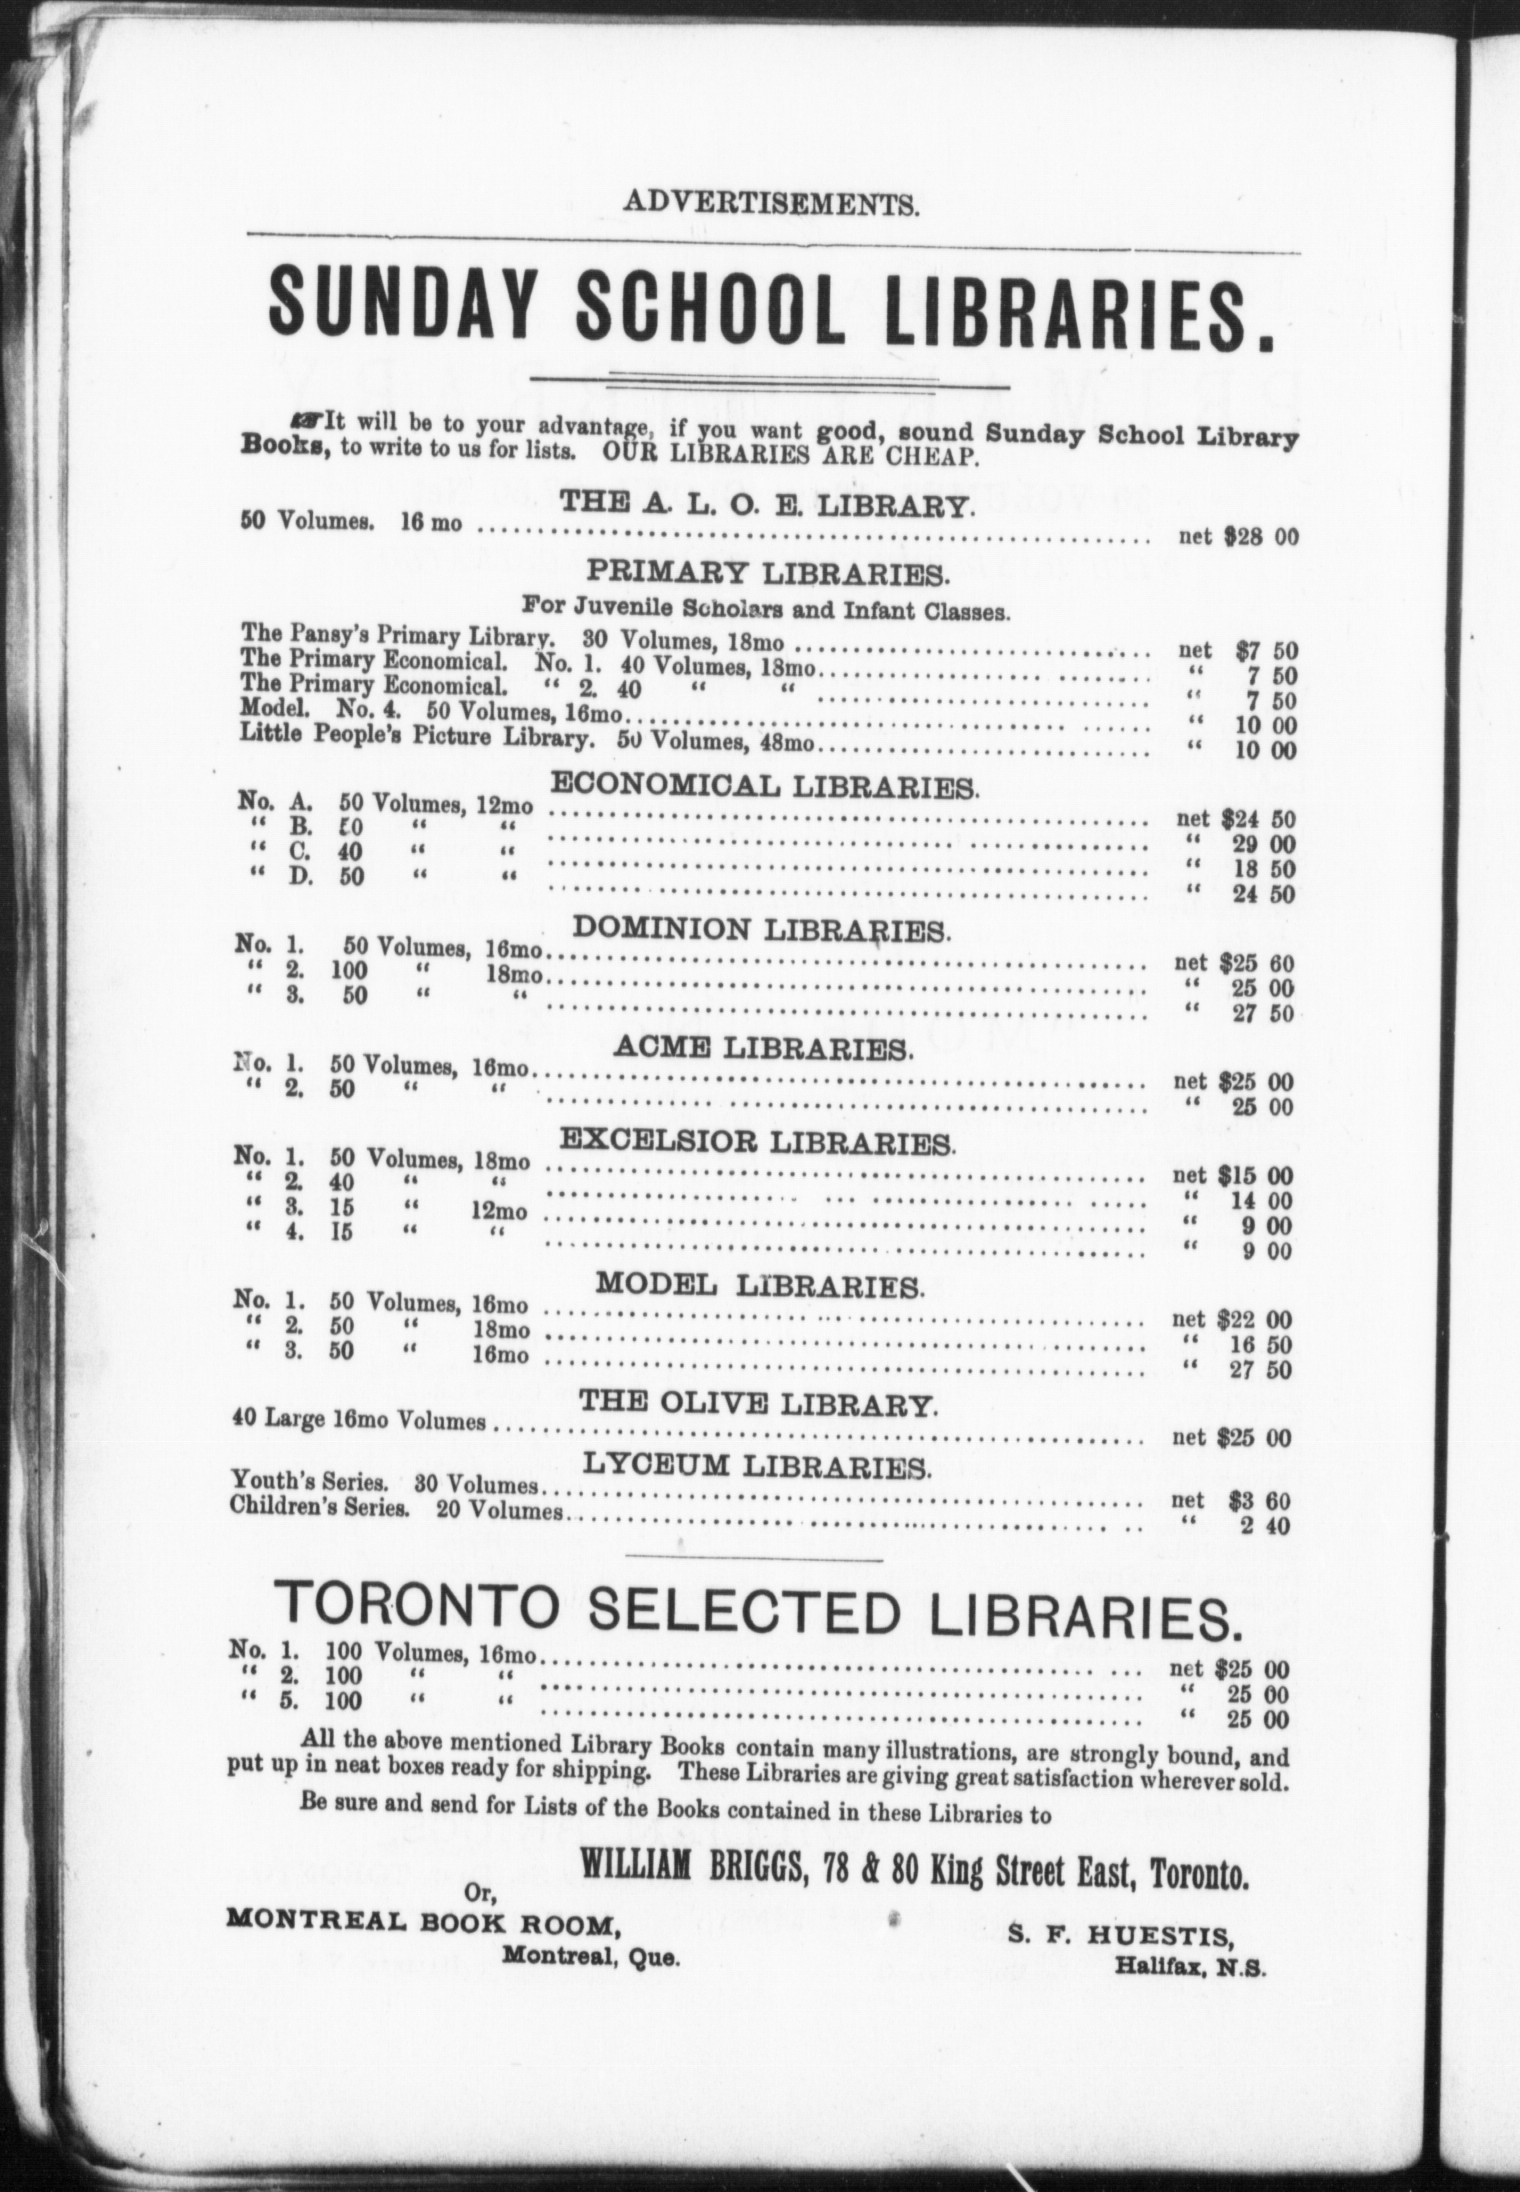 ADVERTISEMENTS.
SUNDAY SCHOOL LIBRARIES.
☞It will be to your advantage, if you want good, sound Sunday School Library
Books, to write to us for lists. OUR LIBRARIES ARE CHEAP.
THE A. L. O. E. LIBRARY.
50 Volumes. 16 mo ........ net $28 00
PRIMARY LIBRARIES.
For Juvenile Scholars and Infant Classes.
The Pansy's Primary Library. 30 Volumes, 18mo ........ net $7 50
The Primary Economical. No. 1. 40 Volumes, 18mo........ “ 7 50
The Primary Economical. “ 2. 40 “ “ ........ “ 7 50
Model. No. 4. 50 Volumes, 16mo........ “ 10 00
Little People's Picture Library. 50 Volumes, 48mo........ “ 10 00
ECONOMICAL LIBRARIES.
No. A. 50 Volumes, 12mo ........ net $24 50
“ B. 50 “ “ ........ “ 29 00
“ C. 40 “ “ ........ “ 18 50
“ D. 50 “ “ ........ “ 24 50
DOMINION LIBRARIES.
No. 1. 50 Volumes, 16mo........ net $25 60
“ 2. 100 “ 18mo........ “ 25 00
“ 3. 50 “ “ ........ “ 27 50
ACME LIBRARIES.
No. 1. 50 Volumes, 16mo........ net $25 00
“ 2. 50 “ “ ........ “ 25 00
EXCELSIOR LIBRARIES.
No. 1. 50 Volumes, 18mo ........ net $15 00
“ 2. 40 “ “ ........ “ 14 00
“ 3. 15 “ 12mo ........ “ 9 00
“ 4. 15 “ “ ........ “ 9 00
MODEL LIBRARIES.
No. 1. 50 Volumes, 16mo ........ net $22 00
“ 2. 50 “ 18mo ........ “ 16 50
“ 3. 50 “ 16mo ........ “ 27 50
THE OLIVE LIBRARY.
40 Large 16mo Volumes ........ net $25 00
LYCEUM LIBRARIES.
Youth's Series. 30 Volumes........ net $3 60
Children's Series. 20 Volumes........ “ 2 40
TORONTO SELECTED LIBRARIES.
No. 1. 100 Volumes, 16mo........ net $25 00
“ 2. 100 “ “ ........ “ 25 00
“ 5. 100 “ “ ........ “ 25 00
All the above mentioned Library Books contain many illustrations, are strongly bound, and
put up in neat boxes ready for shipping. These Libraries are giving great satisfaction wherever sold.
Be sure and send for Lists of the Books contained in these Libraries to
WILLIAM BRIGGS, 78 & 80 King Street East, Toronto.
Or,
MONTREAL BOOK ROOM,
Montreal, Que.
S. F. HUESTIS,
Halifax, N.S.